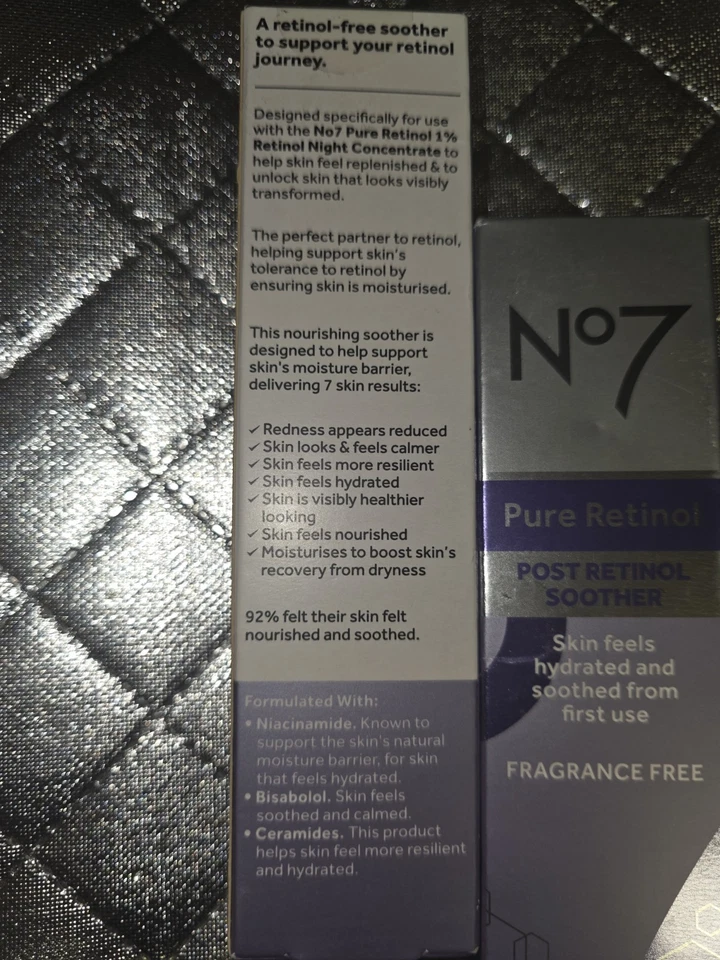 A retinol-free soother
to support your retinol
journey.
Designed specifically for use
with the No7 Pure Retinol 1%
Retinol Night Concentrate to
help skin feel replenished & to
unlock skin that looks visibly
transformed.
The perfect partner to retinol,
helping support skin's
tolerance to retinol by
ensuring skin is moisturised.
This nourishing soother is
designed to help support
skin's moisture barrier,
delivering 7 skin results:
✓ Redness appears reduced
✓ Skin looks & feels calmer
✓ Skin feels more resilient
✓ Skin feels hydrated
✓ Skin is visibly healthier
looking
✓ Skin feels nourished
✓ Moisturises to boost skin's
recovery from dryness
92% felt their skin felt
nourished and soothed.
Formulated With:
• Niacinamide. Known to
support the skin's natural
moisture barrier, for skin
that feels hydrated.
• Bisabolol. Skin feels
soothed and calmed.
• Ceramides. This product
helps skin feel more resilient
and hydrated.
No7
Pure Retinol
POST RETINOL
SOOTHER
Skin feels
hydrated and
soothed from
first use
FRAGRANCE FREE